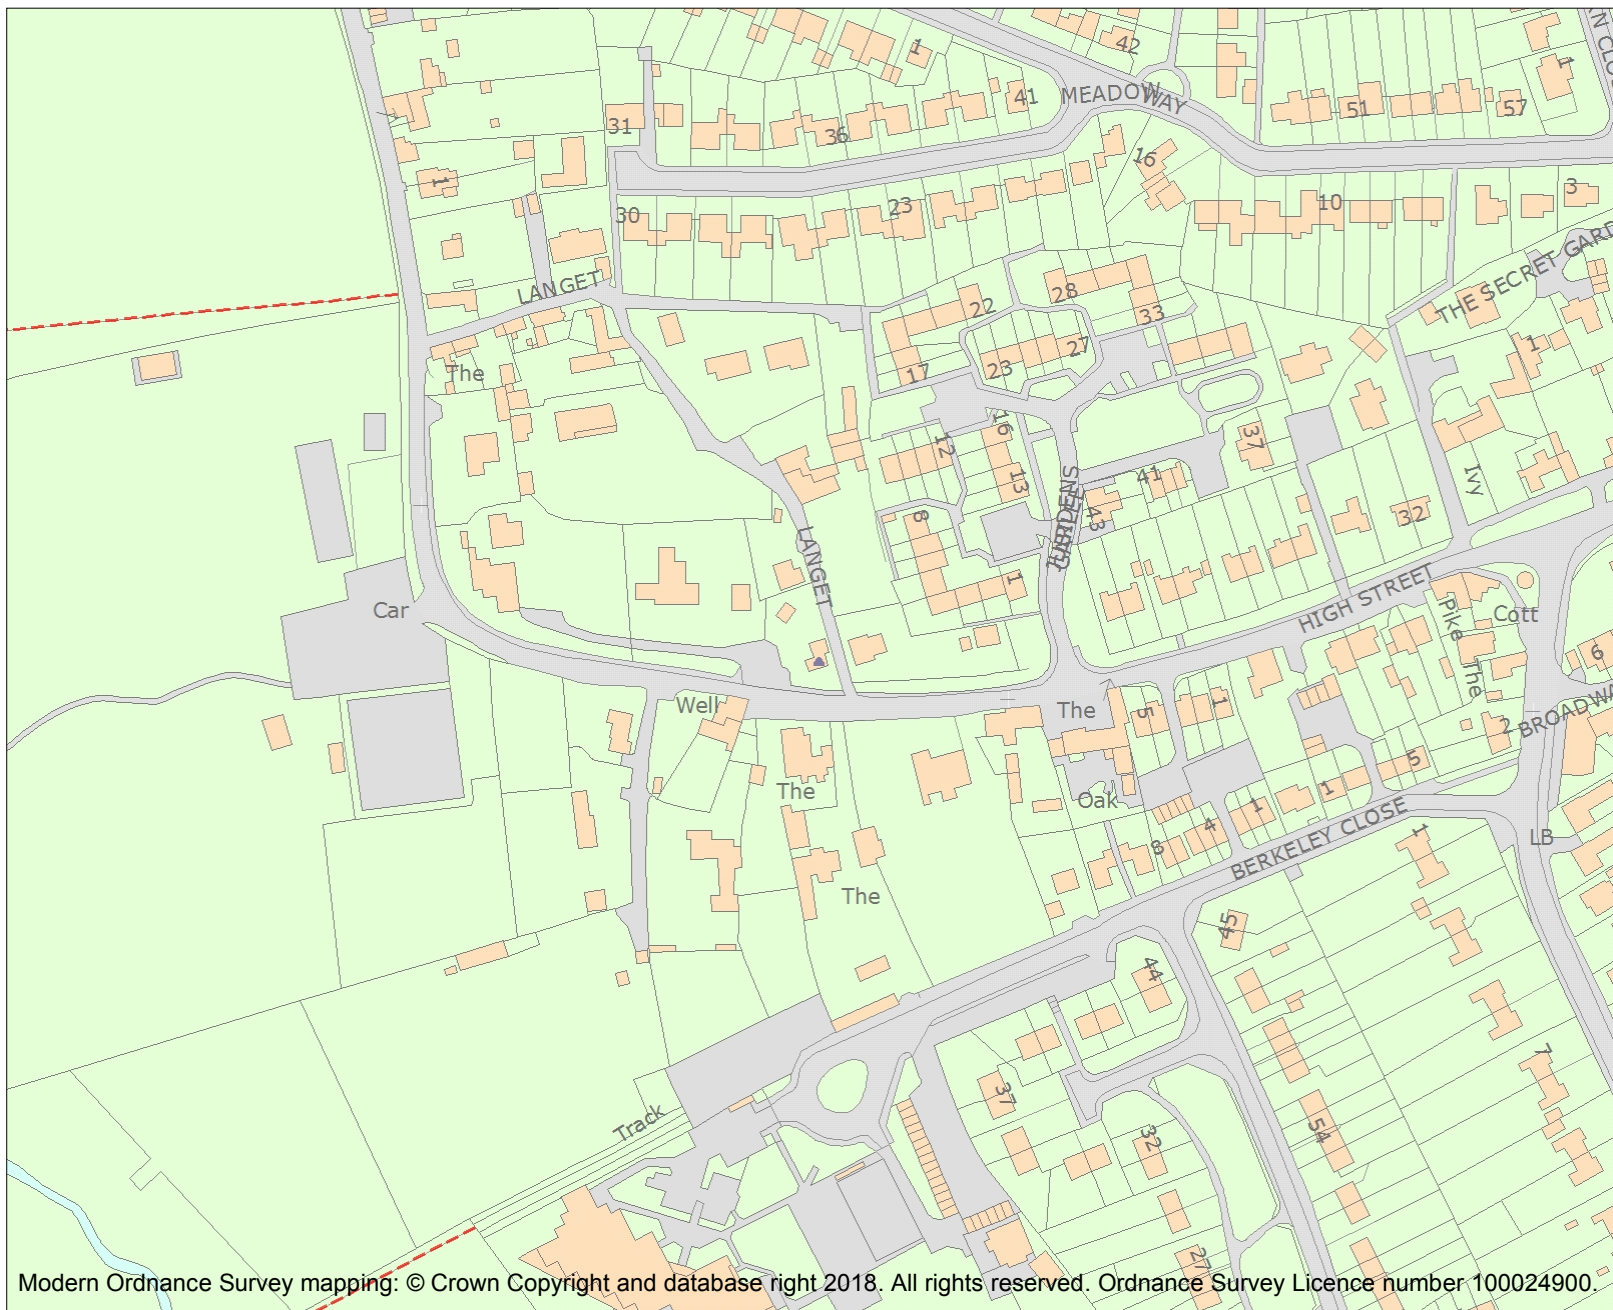 42
1
41
MEADOW WAY
51
57
1
31
36
16
1
30
23
10
3
LANGET
THE SECRET GARD
22
28
33
27
23
17
The
1
16
12
13
37
41
43
8
1
JUBILEE
GARDENS
LANGET
Ivy
32
Car
HIGH STREET
Pike
Cott
The
6
Well
The
5
1
2
BROADWA
The
Oak
5
1
1
4
8
BERKELEY CLOSE
1
LB
The
45
44
7
37
Track
32
54
27
Modern Ordnance Survey mapping: © Crown Copyright and database right 2018. All rights reserved. Ordnance Survey Licence number 100024900.